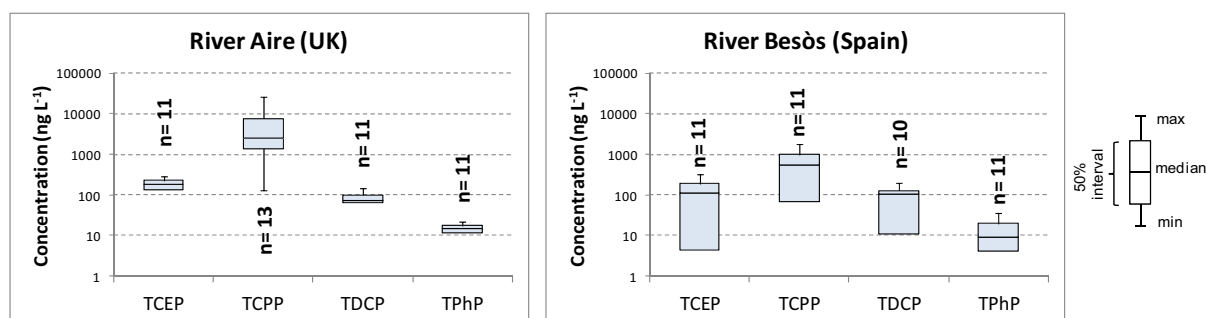 River Aire (UK)
Concentration (ng L⁻¹)
100000
10000
1000
100
10
1
n= 11
n= 13
n= 11
n= 11
TCEP TCPP TDCP TPhP
River Besòs (Spain)
Concentration (ng L⁻¹)
100000
10000
1000
100
10
1
n= 11
n= 11
n= 10
n= 11
TCEP TCPP TDCP TPhP
50%
interval
max
median
min